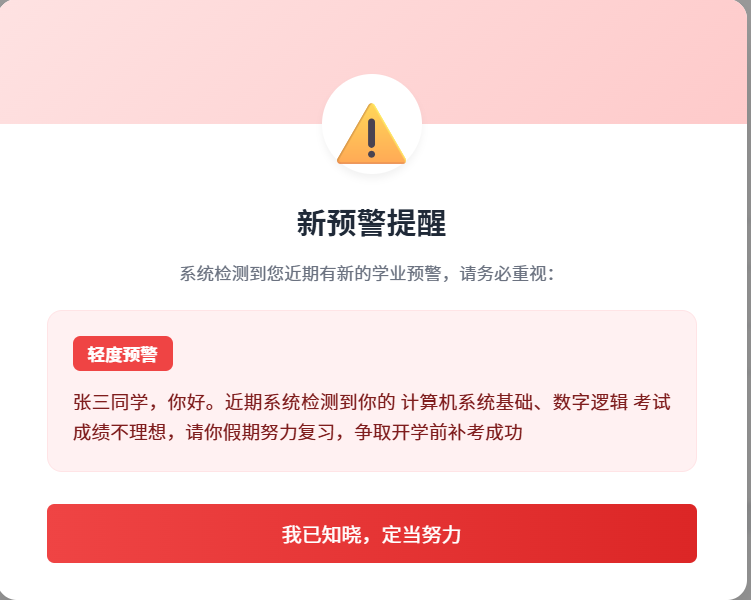 新预警提醒
系统检测到您近期有新的学业预警，请务必重视：
轻度预警
张三同学，你好。近期系统检测到你的 计算机系统基础、数字逻辑 考试
成绩不理想，请你假期努力复习，争取开学前补考成功
我已知晓，定当努力